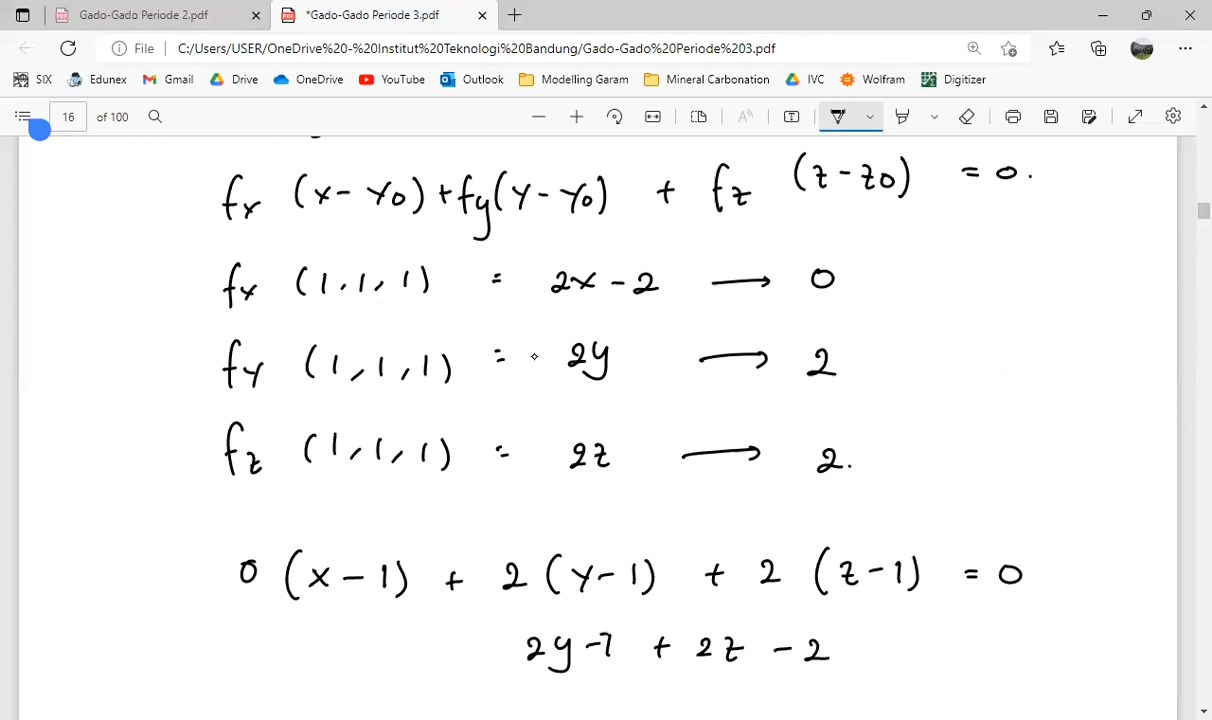 Gado-Gado Periode 2.pdf
*Gado-Gado Periode 3.pdf
File
C:/Users/USER/OneDrive%20-%20Institut%20Teknologi%20Bandung/Gado-Gado%20Periode%203.pdf
SIX Edunex Gmail Drive OneDrive YouTube Outlook Modelling Garam Mineral Carbonation IVC Wolfram Digitizer
16 of 100
fx (x - x0) + fy (y - y0) + fz (z - z0) = 0.
fx (1,1,1) = 2x - 2 → 0
fy (1,1,1) = 2y → 2
fz (1,1,1) = 2z → 2.
0 (x - 1) + 2 (y - 1) + 2 (z - 1) = 0
2y - 7 + 2z - 2